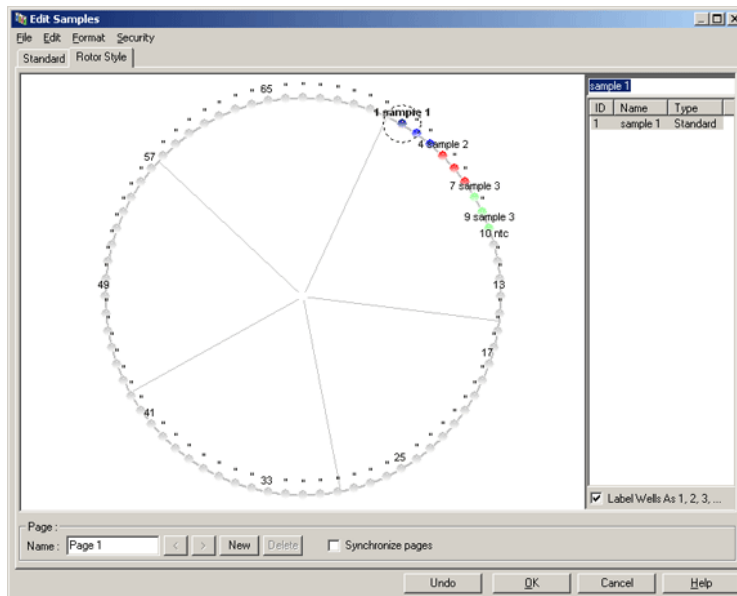 Edit Samples
File Edit Format Security
Standard Rotor Style
sample 1
ID Name Type
1 sample 1 Standard
65
1 sample 1
4 sample 2
57
7 sample 3
9 sample 3
10 ntc
49
13
17
41
25
33
Label Wells As 1, 2, 3, ...
Page :
Name : Page 1 < > New Delete Synchronize pages
Undo OK Cancel Help